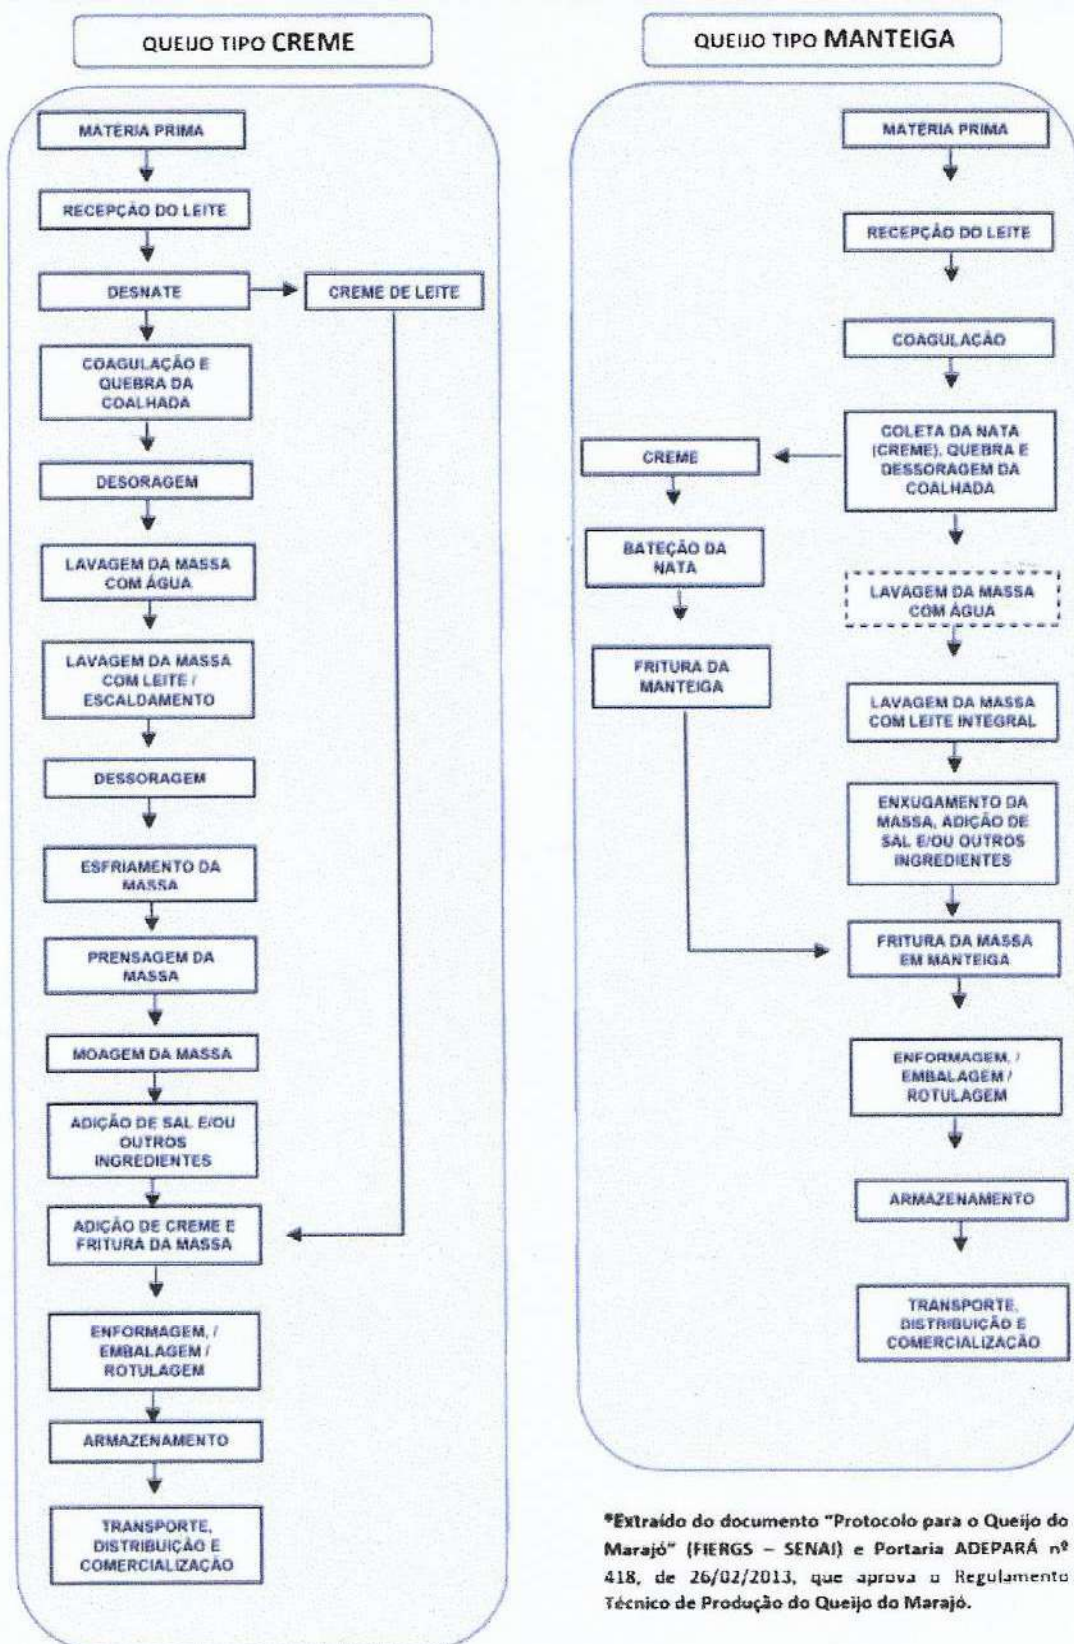 QUEIJO TIPO CREME
MATÉRIA PRIMA
RECEPÇÃO DO LEITE
DESNATE
CREME DE LEITE
COAGULAÇÃO E
QUEBRA DA
COALHADA
DESORAGEM
LAVAGEM DA MASSA
COM ÁGUA
LAVAGEM DA MASSA
COM LEITE /
ESCALDAMENTO
DESSORAGEM
ESFRIAMENTO DA
MASSA
PRENSAGEM DA
MASSA
MOAGEM DA MASSA
ADIÇÃO DE SAL E/OU
OUTROS
INGREDIENTES
ADIÇÃO DE CREME E
FRITURA DA MASSA
ENFORMAGEM, /
EMBALAGEM /
ROTULAGEM
ARMAZENAMENTO
TRANSPORTE,
DISTRIBUIÇÃO E
COMERCIALIZAÇÃO
QUEIJO TIPO MANTEIGA
MATÉRIA PRIMA
RECEPÇÃO DO LEITE
COAGULAÇÃO
COLETA DA NATA
(CREME), QUEBRA E
DESSORAGEM DA
COALHADA
CREME
BATEÇÃO DA
NATA
FRITURA DA
MANTEIGA
LAVAGEM DA MASSA
COM ÁGUA
LAVAGEM DA MASSA
COM LEITE INTEGRAL
ENXUGAMENTO DA
MASSA, ADIÇÃO DE
SAL E/OU OUTROS
INGREDIENTES
FRITURA DA MASSA
EM MANTEIGA
ENFORMAGEM, /
EMBALAGEM /
ROTULAGEM
ARMAZENAMENTO
TRANSPORTE,
DISTRIBUIÇÃO E
COMERCIALIZAÇÃO
*Extraído do documento "Protocolo para o Queijo do
Marajó" (FIERGS – SENAI) e Portaria ADEPARÁ nº
418, de 26/02/2013, que aprova o Regulamento
Técnico de Produção do Queijo do Marajó.